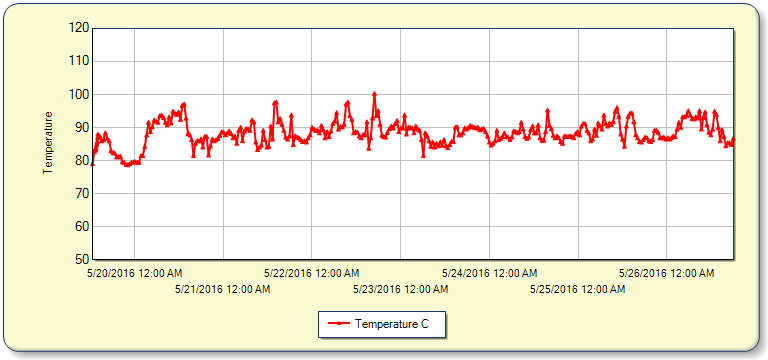 120
110
100
90
80
70
60
50
Temperature
5/20/2016 12:00 AM
5/22/2016 12:00 AM
5/24/2016 12:00 AM
5/26/2016 12:00 AM
5/21/2016 12:00 AM
5/23/2016 12:00 AM
5/25/2016 12:00 AM
Temperature C